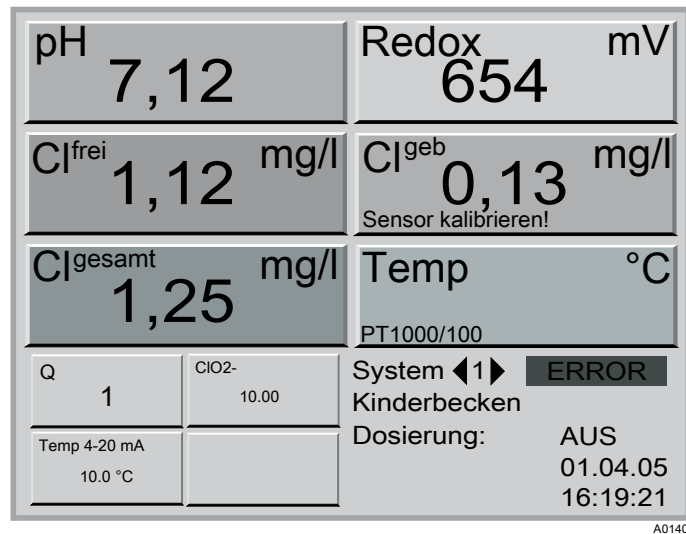 pH
7,12
Redox mV
654
Clfrei mg/l
1,12
Clgeb mg/l
0,13
Sensor kalibrieren!
Clgesamt mg/l
1,25
Temp °C
PT1000/100
Q
1
ClO2-
10.00
Temp 4-20 mA
10.0 °C
System 1 ERROR
Kinderbecken
Dosierung: AUS
01.04.05
16:19:21
A0140